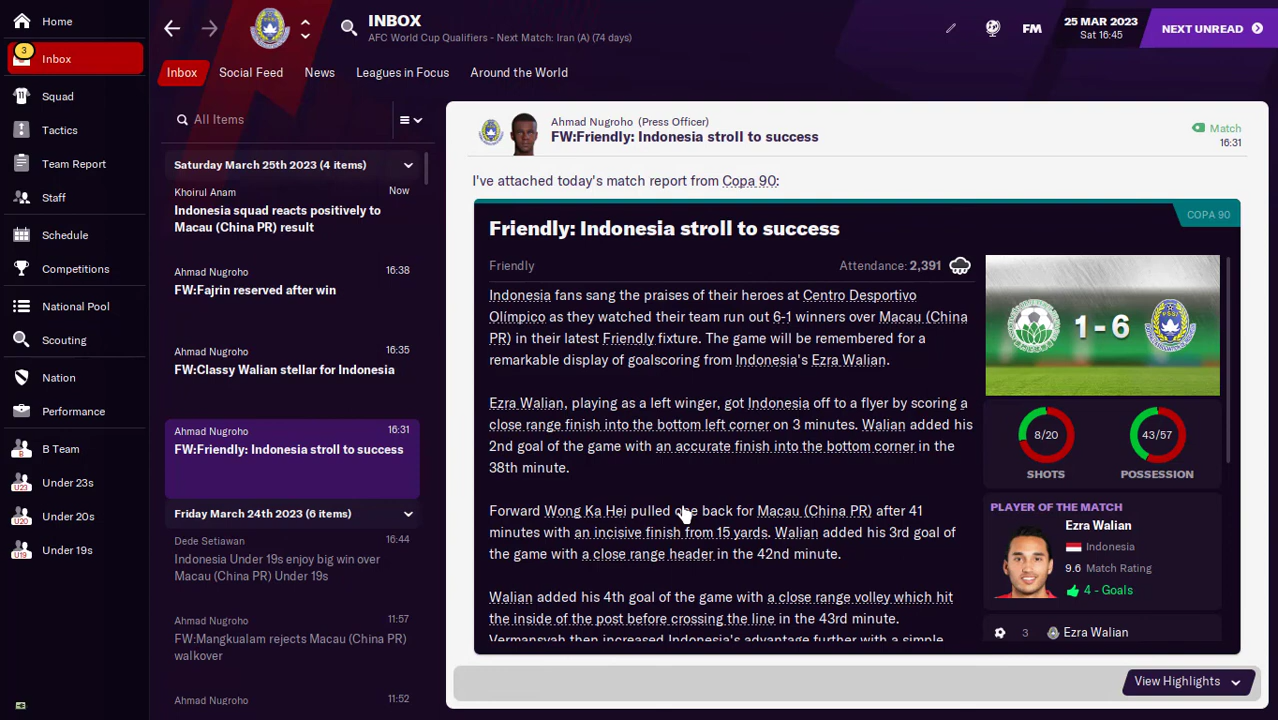 Home
3
Inbox
Squad
Tactics
Team Report
Staff
Schedule
Competitions
National Pool
Scouting
Nation
Performance
B Team
Under 23s
Under 20s
Under 19s
INBOX
AFC World Cup Qualifiers - Next Match: Iran (A) (74 days)
FM
25 MAR 2023
Sat 16:45
NEXT UNREAD
Inbox
Social Feed
News
Leagues in Focus
Around the World
All Items
Saturday March 25th 2023 (4 items)
Khoirul Anam
Now
Indonesia squad reacts positively to
Macau (China PR) result
Ahmad Nugroho
16:38
FW:Fajrin reserved after win
Ahmad Nugroho
16:35
FW:Classy Walian stellar for Indonesia
Ahmad Nugroho
16:31
FW:Friendly: Indonesia stroll to success
Friday March 24th 2023 (6 items)
Dede Setiawan
16:44
Indonesia Under 19s enjoy big win over
Macau (China PR) Under 19s
Ahmad Nugroho
11:57
FW:Mangkualam rejects Macau (China PR)
walkover
Ahmad Nugroho
11:52
Ahmad Nugroho (Press Officer)
FW:Friendly: Indonesia stroll to success
Match
16:31
I've attached today's match report from Copa 90:
COPA 90
Friendly: Indonesia stroll to success
Friendly
Attendance: 2,391
Indonesia fans sang the praises of their heroes at Centro Desportivo
Olímpico as they watched their team run out 6-1 winners over Macau (China
PR) in their latest Friendly fixture. The game will be remembered for a
remarkable display of goalscoring from Indonesia's Ezra Walian.
Ezra Walian, playing as a left winger, got Indonesia off to a flyer by scoring a
close range finish into the bottom left corner on 3 minutes. Walian added his
2nd goal of the game with an accurate finish into the bottom corner in the
38th minute.
Forward Wong Ka Hei pulled one back for Macau (China PR) after 41
minutes with an incisive finish from 15 yards. Walian added his 3rd goal of
the game with a close range header in the 42nd minute.
Walian added his 4th goal of the game with a close range volley which hit
the inside of the post before crossing the line in the 43rd minute.
Vermansyah then increased Indonesia's advantage further with a simple
1 - 6
8/20
SHOTS
43/57
POSSESSION
PLAYER OF THE MATCH
Ezra Walian
Indonesia
9.6 Match Rating
4 - Goals
3 Ezra Walian
View Highlights